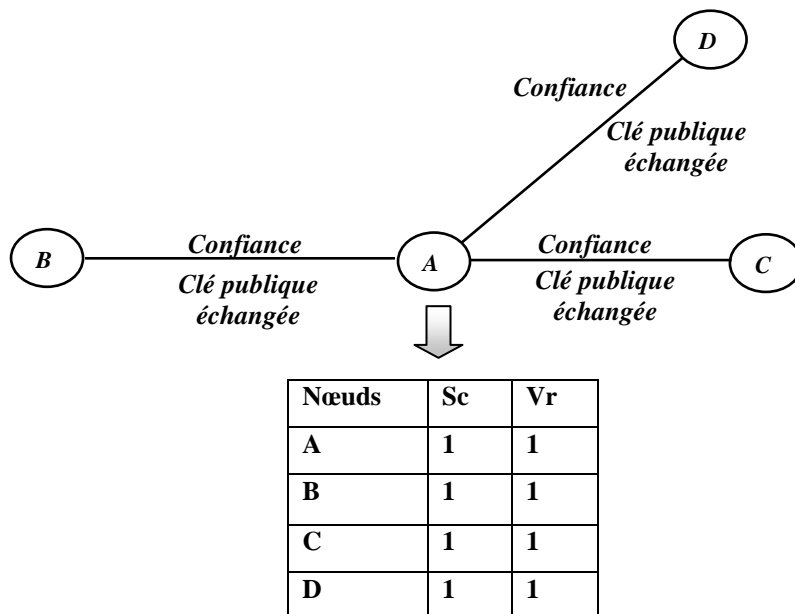 D
Confiance
Clé publique
échangée
B
Confiance
A
Confiance
C
Clé publique
échangée
Clé publique
échangée
Nœuds Sc Vr
A 1 1
B 1 1
C 1 1
D 1 1